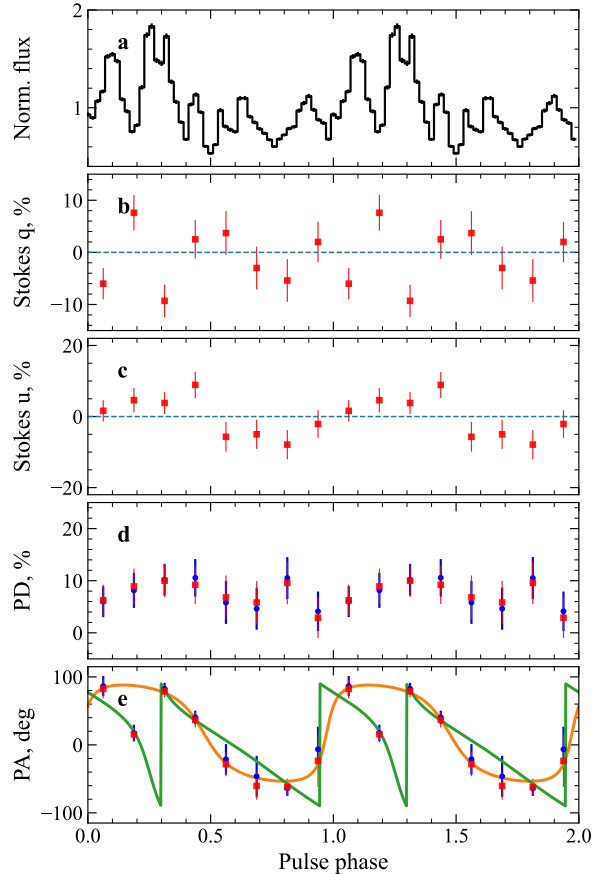 2
a
1
Norm. flux
b
10
0
−10
Stokes q, %
c
20
0
−20
Stokes u, %
d
20
10
0
PD, %
e
100
0
−100
PA, deg
0.0 0.5 1.0 1.5 2.0
Pulse phase